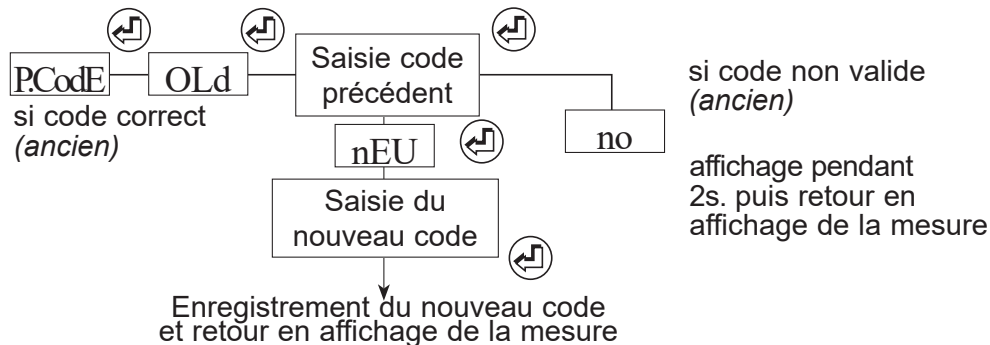 P.CodE
OLd
Saisie code
précédent
si code correct
(ancien)
nEU
no
si code non valide
(ancien)
affichage pendant
2s. puis retour en
affichage de la mesure
Saisie du
nouveau code
Enregistrement du nouveau code
et retour en affichage de la mesure